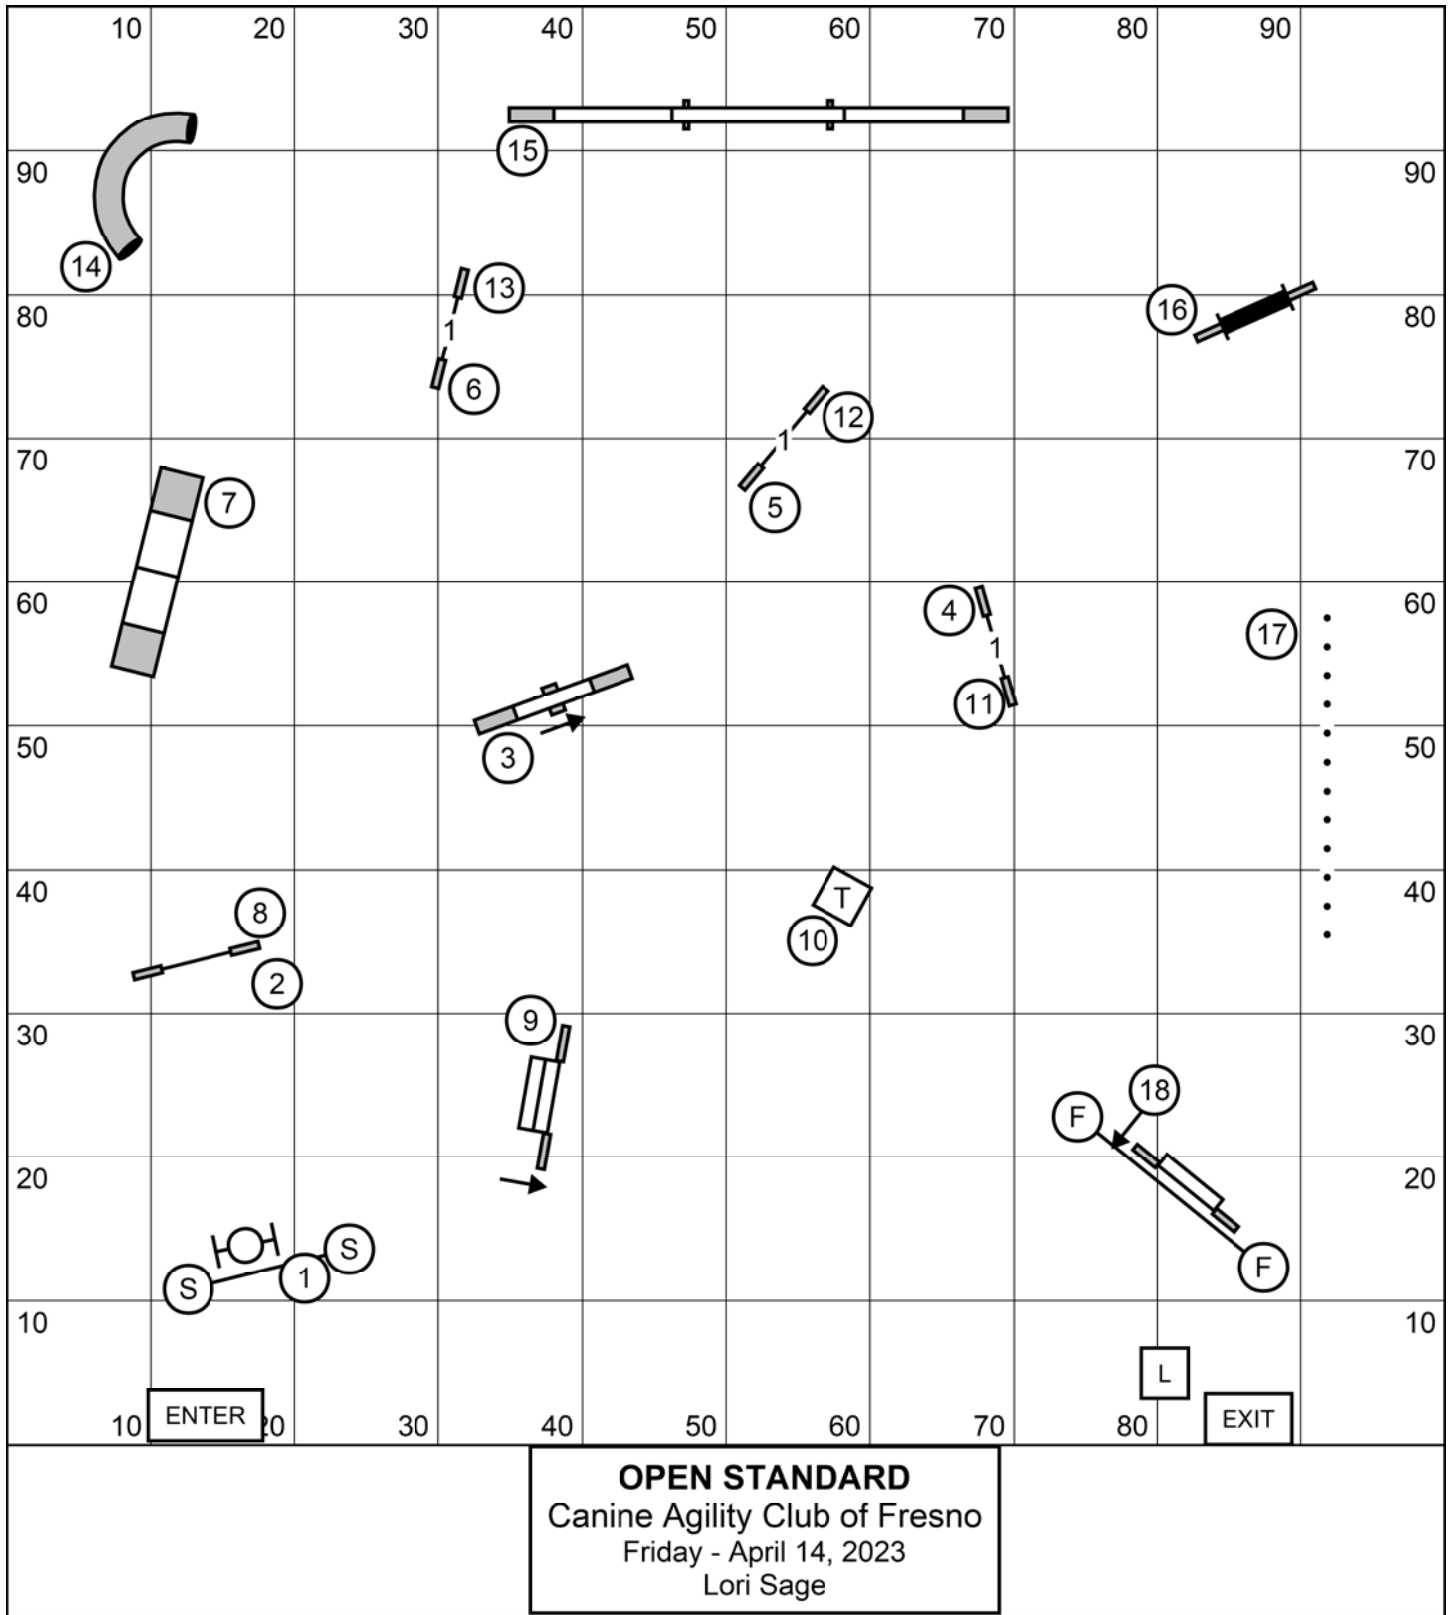 10 20 30 40 50 60 70 80 90
15
90 90
14
13
80 16 80
1
6
12
1
70 70
7
5
4 60 60
17
1
11
3
50 50
T
40 40
8
10
2
9
30 30
18
F
20 20
S
1
S
F
10 10
L
10 ENTER 20 30 40 50 60 70 80 EXIT
OPEN STANDARD
Canine Agility Club of Fresno
Friday - April 14, 2023
Lori Sage